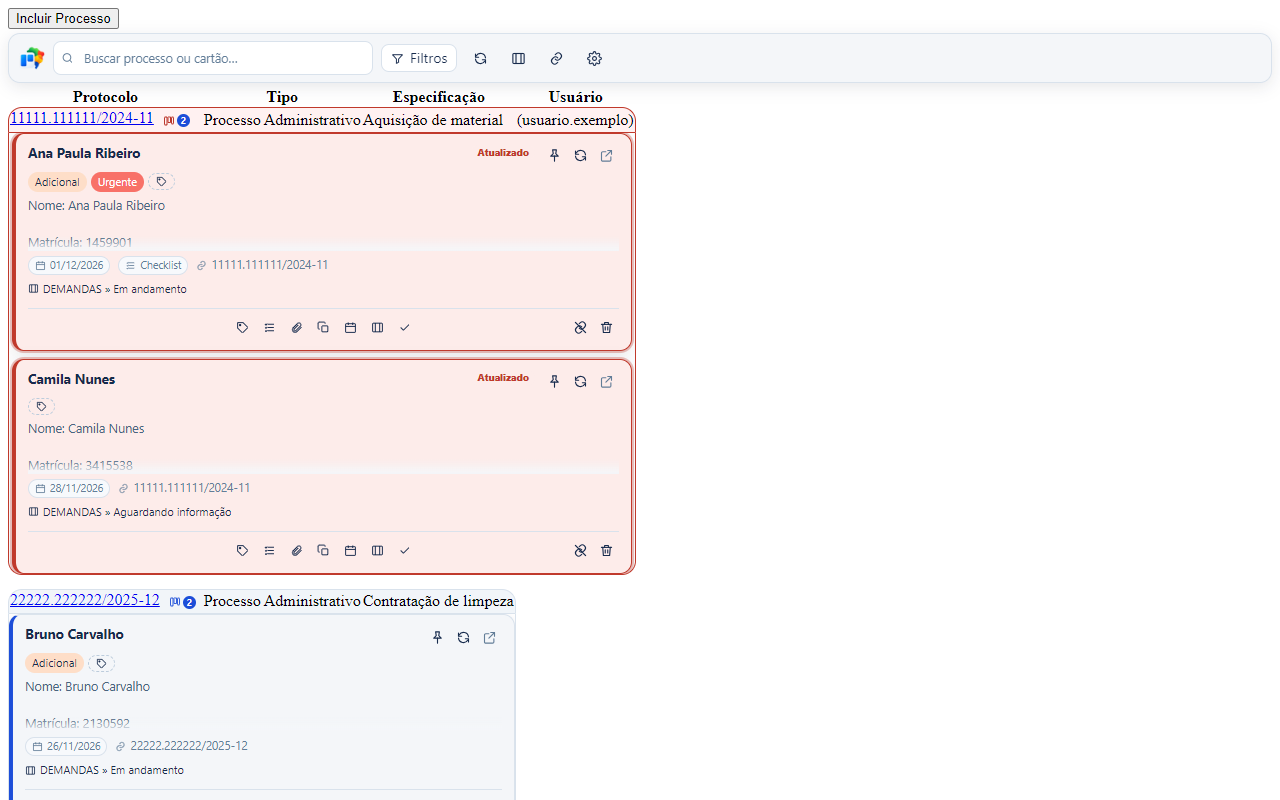 Incluir Processo
Buscar processo ou cartão... Filtros
Protocolo Tipo Especificação Usuário
11111.111111/2024-11 2 Processo Administrativo Aquisição de material (usuario.exemplo)
Ana Paula Ribeiro Atualizado
Adicional Urgente
Nome: Ana Paula Ribeiro
Matrícula: 1459901
01/12/2026 Checklist 11111.111111/2024-11
DEMANDAS » Em andamento
Camila Nunes Atualizado
Nome: Camila Nunes
Matrícula: 3415538
28/11/2026 11111.111111/2024-11
DEMANDAS » Aguardando informação
22222.222222/2025-12 2 Processo Administrativo Contratação de limpeza
Bruno Carvalho
Adicional
Nome: Bruno Carvalho
Matrícula: 2130592
26/11/2026 22222.222222/2025-12
DEMANDAS » Em andamento